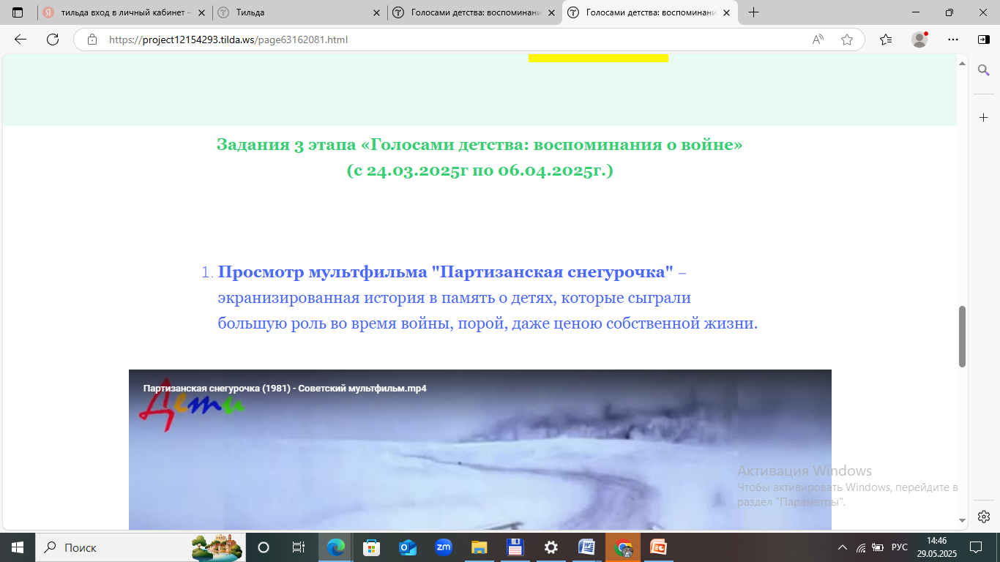 тильда вход в личный кабинет –
Тильда
Голосами детства: воспоминани
Голосами детства: воспоминани
https://project12154293.tilda.ws/page63162081.html
Задания 3 этапа «Голосами детства: воспоминания о войне»
(с 24.03.2025г по 06.04.2025г.)
1. Просмотр мультфильма "Партизанская снегурочка" –
экранизированная история в память о детях, которые сыграли
большую роль во время войны, порой, даже ценою собственной жизни.
Партизанская снегурочка (1981) - Советский мультфильм.mp4
Дети
Активация Windows
Чтобы активировать Windows, перейдите в
раздел "Параметры".
Поиск
zm
РУС
14:46
29.05.2025